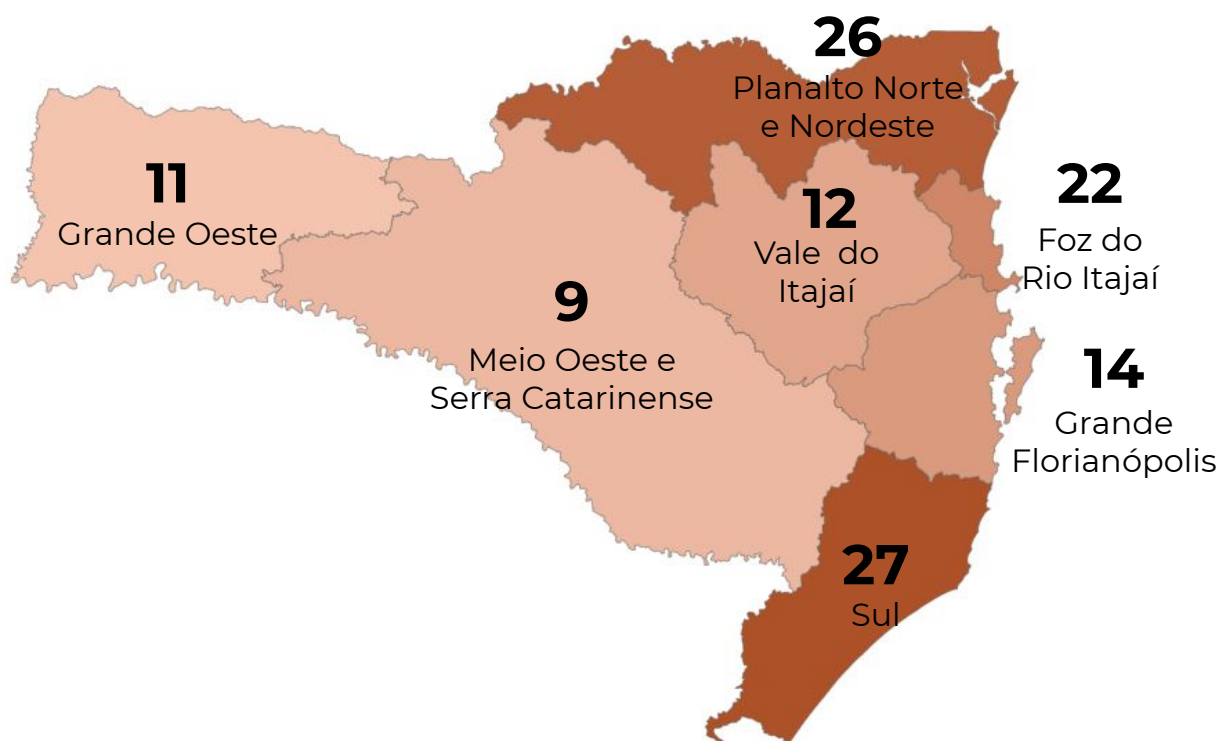 26
Planalto Norte
e Nordeste
11
Grande Oeste
12
Vale do
Itajaí
22
Foz do
Rio Itajaí
9
Meio Oeste e
Serra Catarinense
14
Grande
Florianópolis
27
Sul